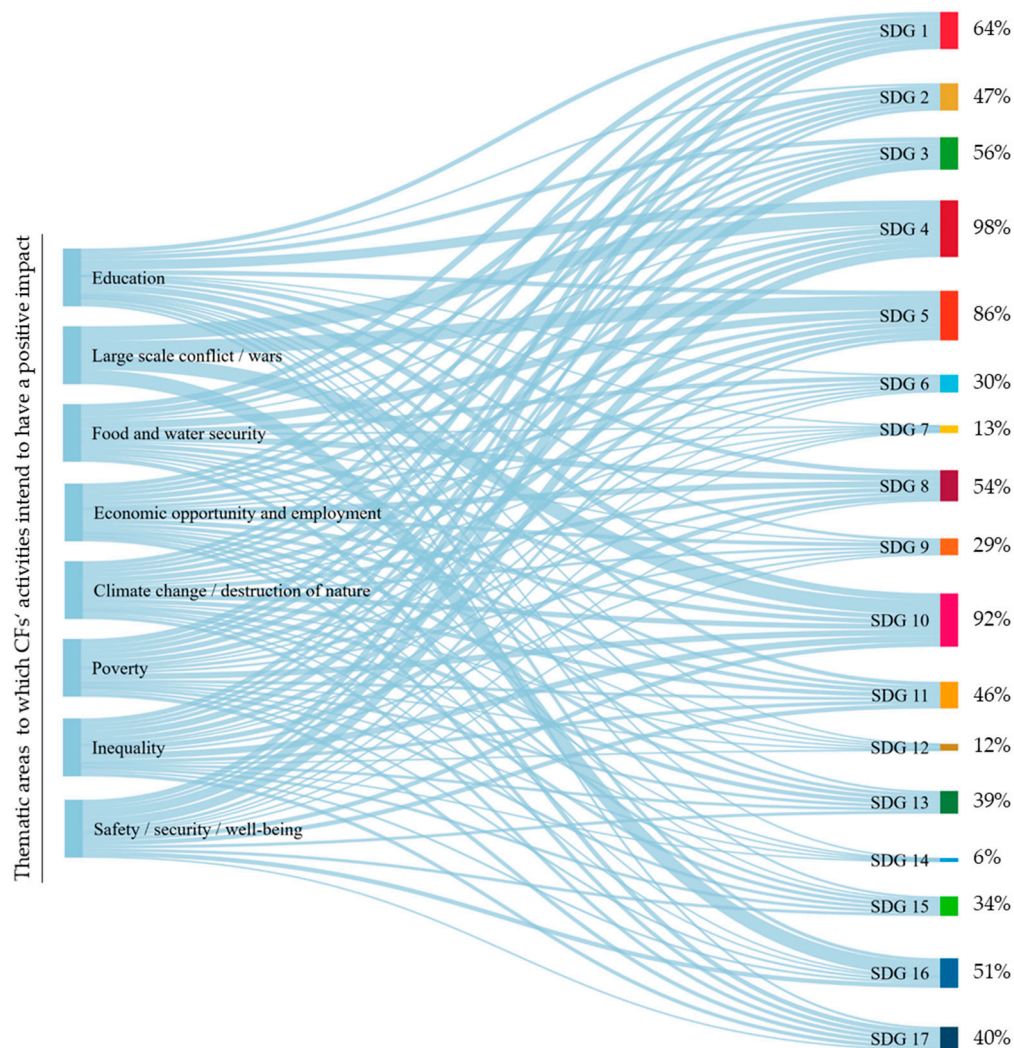 Thematic areas to which CFs’ activities intend to have a positive impact
Education
Large scale conflict / wars
Food and water security
Economic opportunity and employment
Climate change / destruction of nature
Poverty
Inequality
Safety / security / well-being
SDG 1 64%
SDG 2 47%
SDG 3 56%
SDG 4 98%
SDG 5 86%
SDG 6 30%
SDG 7 13%
SDG 8 54%
SDG 9 29%
SDG 10 92%
SDG 11 46%
SDG 12 12%
SDG 13 39%
SDG 14 6%
SDG 15 34%
SDG 16 51%
SDG 17 40%